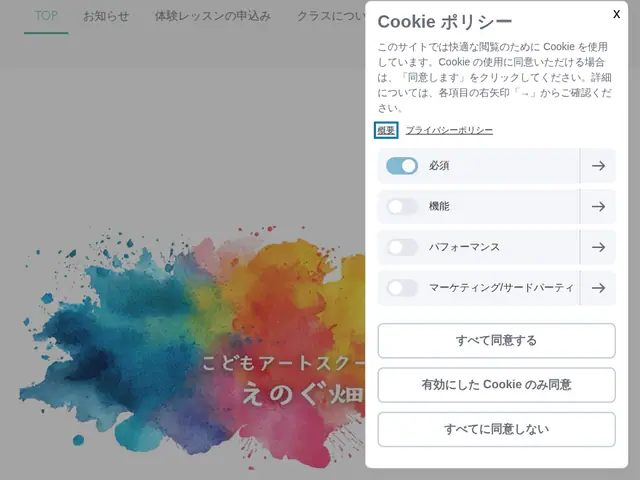 TOP
お知らせ
体験レッスンの申込み
クラスについ
こどもアートスクー
えのぐ畑
x
Cookie ポリシー
このサイトでは快適な閲覧のために Cookie を使用
しています。Cookie の使用に同意いただける場合
は、「同意します」をクリックしてください。詳細
については、各項目の右矢印「→」からご確認くだ
さい。
概要 プライバシーポリシー
必須
機能
パフォーマンス
マーケティング/サードパーティ
すべて同意する
有効にした Cookie のみ同意
すべてに同意しない